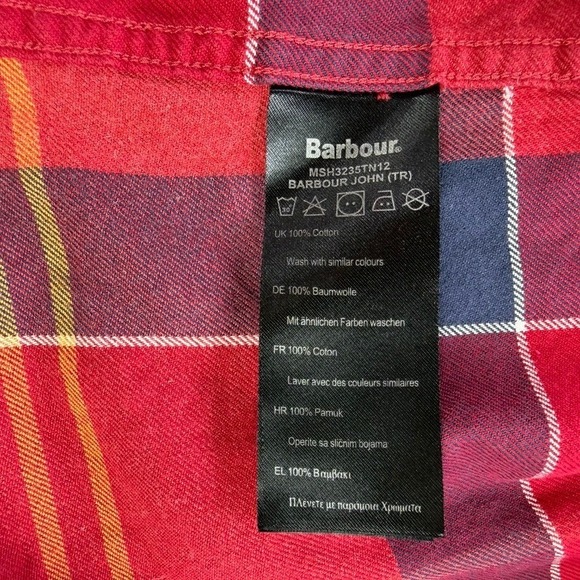 Barbour®
MSH3235TN12
BARBOUR JOHN (TR)
30
UK 100% Cotton
Wash with similar colours
DE 100% Baumwolle
Mit ähnlichen Farben waschen
FR 100% Coton
Laver avec des couleurs similaires
HR 100% Pamuk
Operite sa sličnim bojama
EL 100% Βαμβάκι
Πλένετε με παρομοια Χρώματα